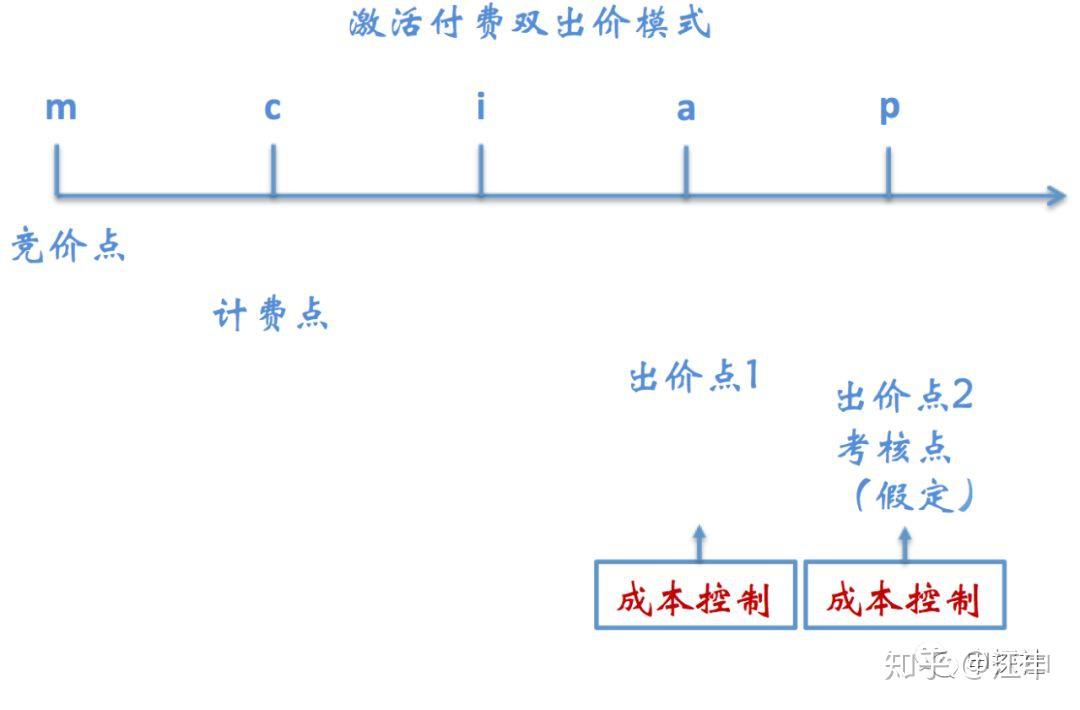 激活付费双出价模式
m c i a p
竞价点
计费点
出价点1
出价点2
考核点
（假定）
成本控制 成本控制
知乎 @汪